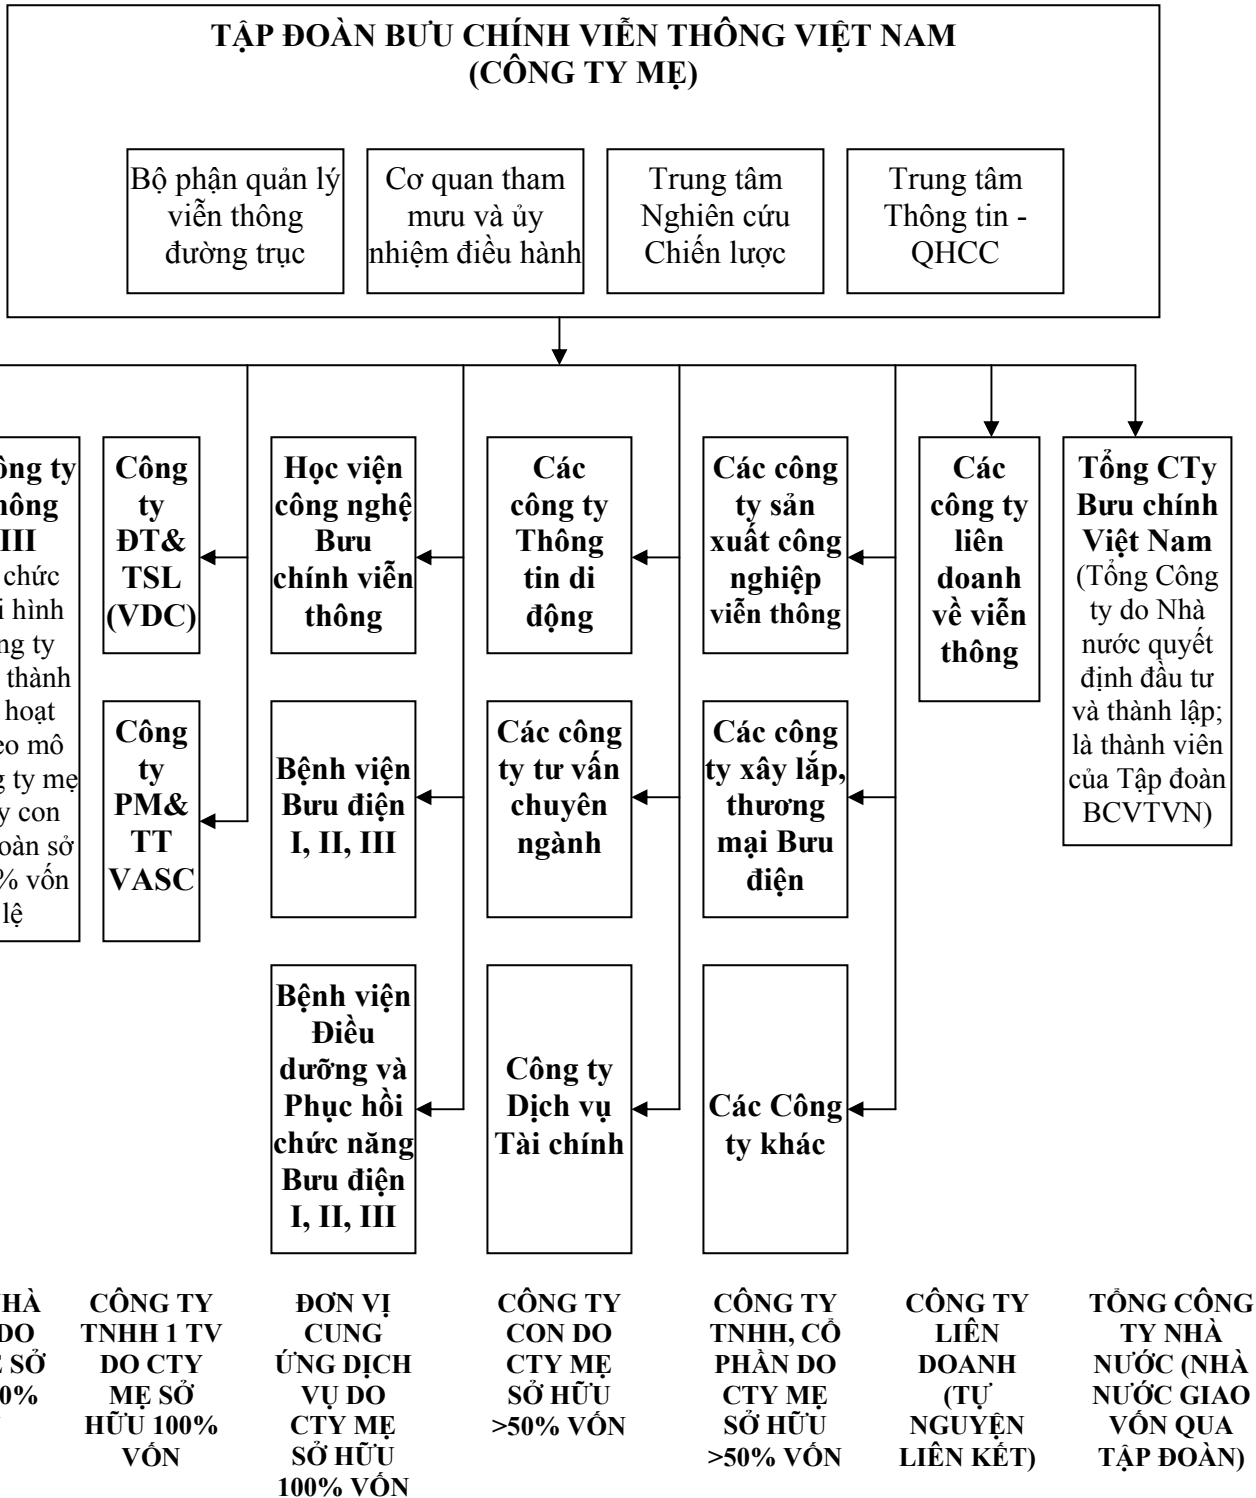 TẬP ĐOÀN BƯU CHÍNH VIỄN THÔNG VIỆT NAM
(CÔNG TY MẸ)
Bộ phận quản lý
viễn thông
đường trục
Cơ quan tham
mưu và ủy
nhiệm điều hành
Trung tâm
Nghiên cứu
Chiến lược
Trung tâm
Thông tin -
QHCC
ty
III
chức
hình
ty
thành
hoạt
mô
ty mẹ
con
sở
% vốn
lệ
Công
ty
ĐT&
TSL
(VDC)
Công
ty
PM&
TT
VASC
Học viện
công nghệ
Bưu
chính viễn
thông
Bệnh viện
Bưu điện
I, II, III
Bệnh viện
Điều
dưỡng và
Phục hồi
chức năng
Bưu điện
I, II, III
Các
công ty
Thông
tin di
động
Các công
ty tư vấn
chuyên
ngành
Công ty
Dịch vụ
Tài chính
Các công
ty sản
xuất công
nghiệp
viễn thông
Các công
ty xây lắp,
thương
mại Bưu
điện
Các Công
ty khác
Các
công ty
liên
doanh
về viễn
thông
Tổng CTy
Bưu chính
Việt Nam
(Tổng Công
ty do Nhà
nước quyết
định đầu tư
và thành lập;
là thành viên
của Tập đoàn
BCVTVN)
DO
SỞ
CÔNG TY
TNHH 1 TV
DO CTY
MẸ SỞ
HỮU 100%
VỐN
ĐƠN VỊ
CUNG
ỨNG DỊCH
VỤ DO
CTY MẸ
SỞ HỮU
100% VỐN
CÔNG TY
CON DO
CTY MẸ
SỞ HỮU
>50% VỐN
CÔNG TY
TNHH, CỔ
PHẦN DO
CTY MẸ
SỞ HỮU
>50% VỐN
CÔNG TY
LIÊN
DOANH
(TỰ
NGUYỆN
LIÊN KẾT)
TỔNG CÔNG
TY NHÀ
NƯỚC (NHÀ
NƯỚC GIAO
VỐN QUA
TẬP ĐOÀN)